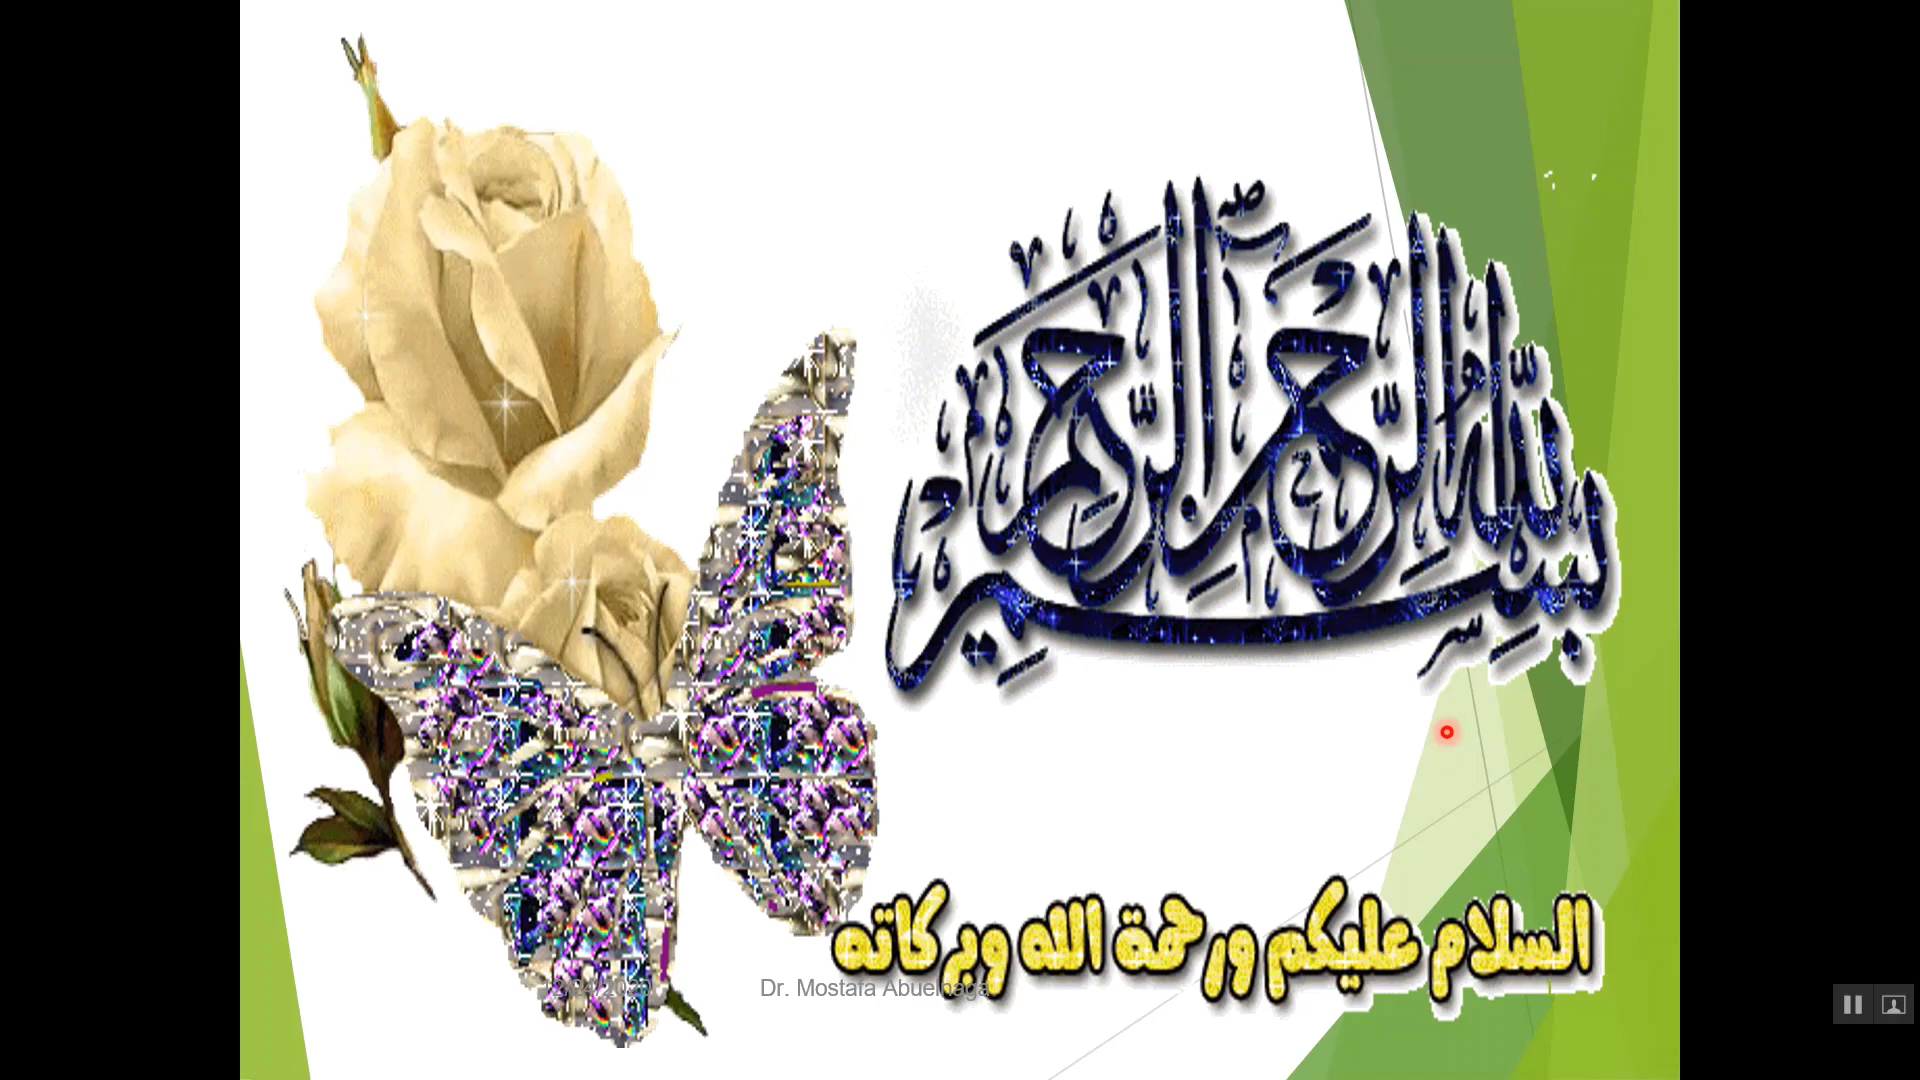 بسم الله الرحمن الرحيم
السلام عليكم ورحمة الله وبركاته
Dr. Mostafa Abuelnaga